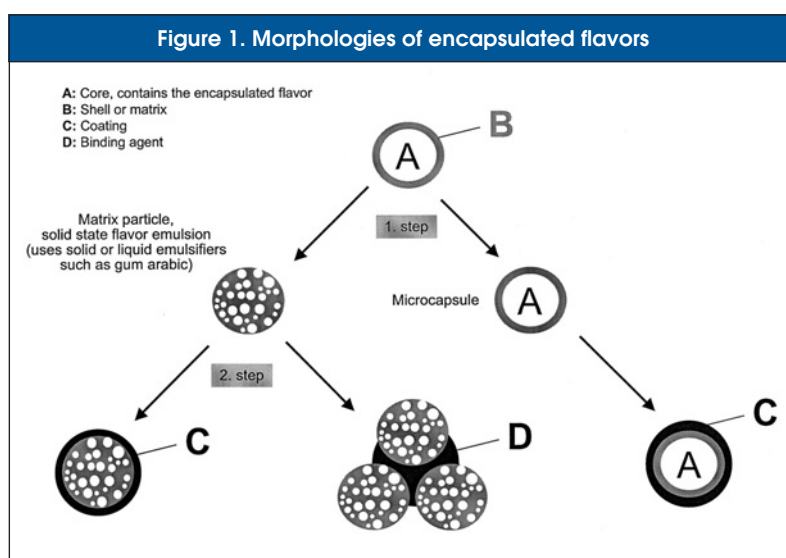 Figure 1. Morphologies of encapsulated flavors
A: Core, contains the encapsulated flavor
B: Shell or matrix
C: Coating
D: Binding agent
B
A
Matrix particle,
solid state flavor emulsion
(uses solid or liquid emulsifiers
such as gum arabic)
1. step
Microcapsule
A
2. step
C
D
C
A